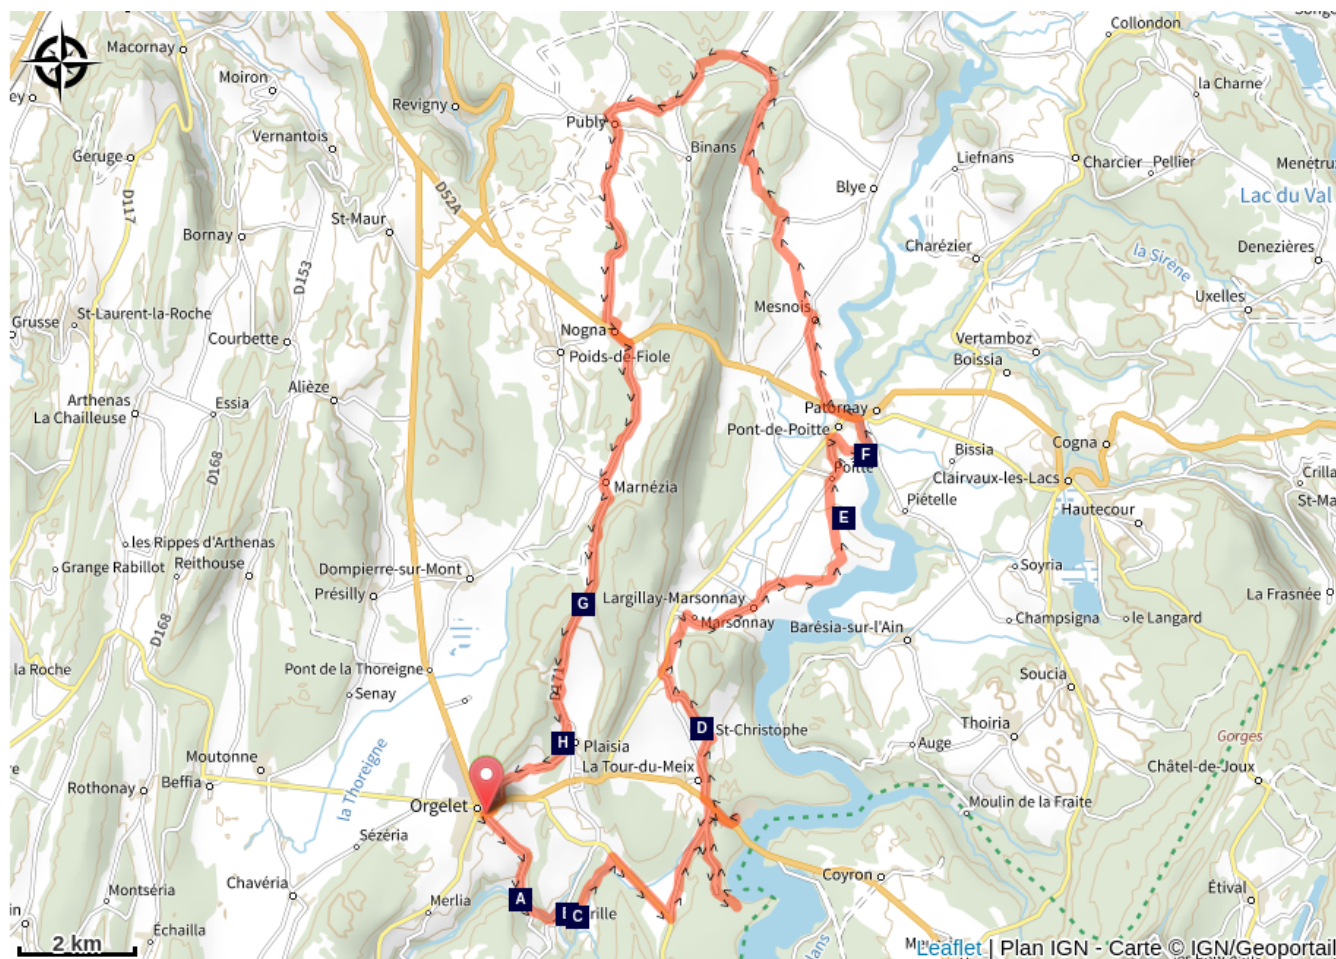 Collondon
Macornay
Moiron
la Charne
ey
Revigny
Publy
Vernantois
Binans
Liefnans
Charcier
Pellier
Menétru
Geruge
D117
D52A
Blye
Lac du Val
St-Maur
Bornay
Charézier
la Sirène
Denezières
D153
Uxelles
Mesnois
St-Laurent-la-Roche
Grusse
Nogna
Courbette
Vertamboz
Poids-de-Fiole
Boissia
Alièze
Arthenas
Essia
Patornay
La Chailleuse
Pont-de-Poitte
Cogna
Bissia
F
Poitte
D168
Crilla
Clairvaux-les-Lacs
Marnézia
Piételle
St-Ma
Hautecour
E
les Rippes d'Arthenas
Reithouse
Grange Rabillot
Dompierre-sur-Mont
Soyria
Présilly
G
Largillay-Marsonnay
La Frasnée
Marsonnay
Champsigna
le Langard
D168
Barésia-sur-l'Ain
la Roche
Pont de la Thoreigne
D171
Soucia
Senay
D
St-Christophe
Thoiria
Gorges
H
Plaisia
Auge
Moutonne
La Tour-du-Meix
Châtel-de-Joux
la Thoreigne
Beffia
Rothonay
Orgelet
Moulin de la Fraite
Sézéria
Coyron
Chavéria
Étival
Montséria
Merlia
A
C
rille
Échailla
2 km
Leaflet | Plan IGN - Carte © IGN/Geoportail